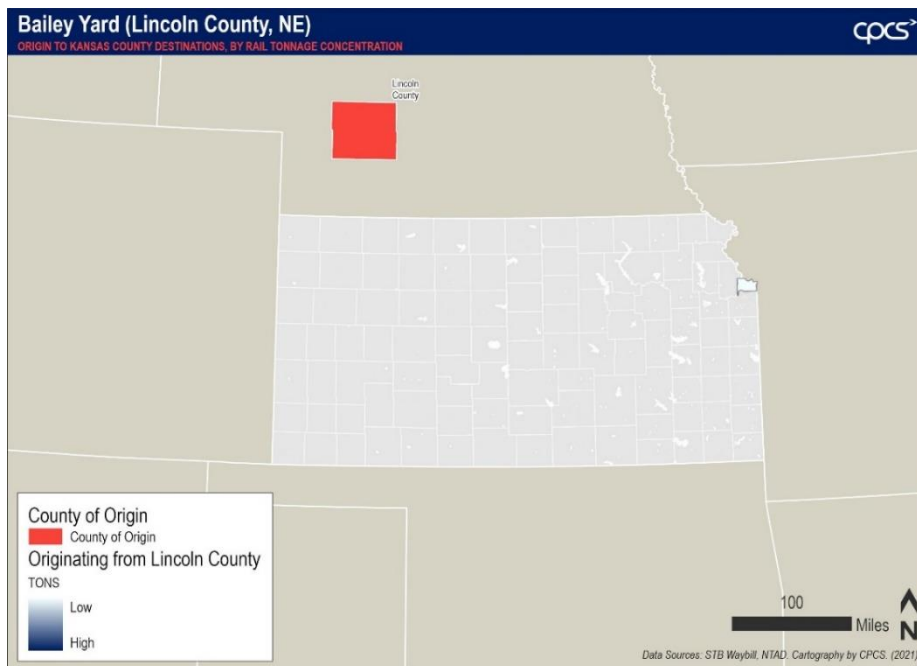 Bailey Yard (Lincoln County, NE)
ORIGIN TO KANSAS COUNTY DESTINATIONS, BY RAIL TONNAGE CONCENTRATION
cpcs
Lincoln
County
County of Origin
County of Origin
Originating from Lincoln County
TONS
Low
High
100
Miles
N
Data Sources: STB Waybill, NTAD. Cartography by CPCS. (2021)